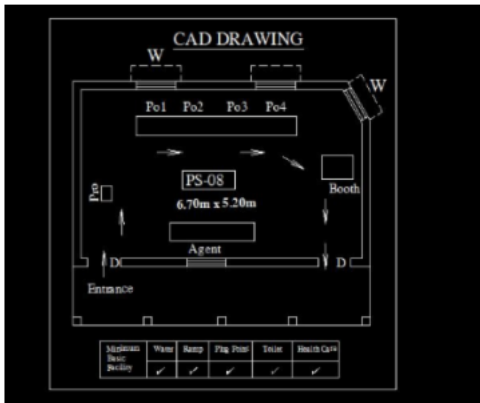 CAD DRAWING
W
W
Po1 Po2 Po3 Po4
PS-08
Booth
6.70m x 5.20m
Pro
Agent
D
D
Entrance
Minimum Basic Facility
Water
Ramp
Plug Point
Toilet
Health Care
✓ ✓ ✓ ✓ ✓